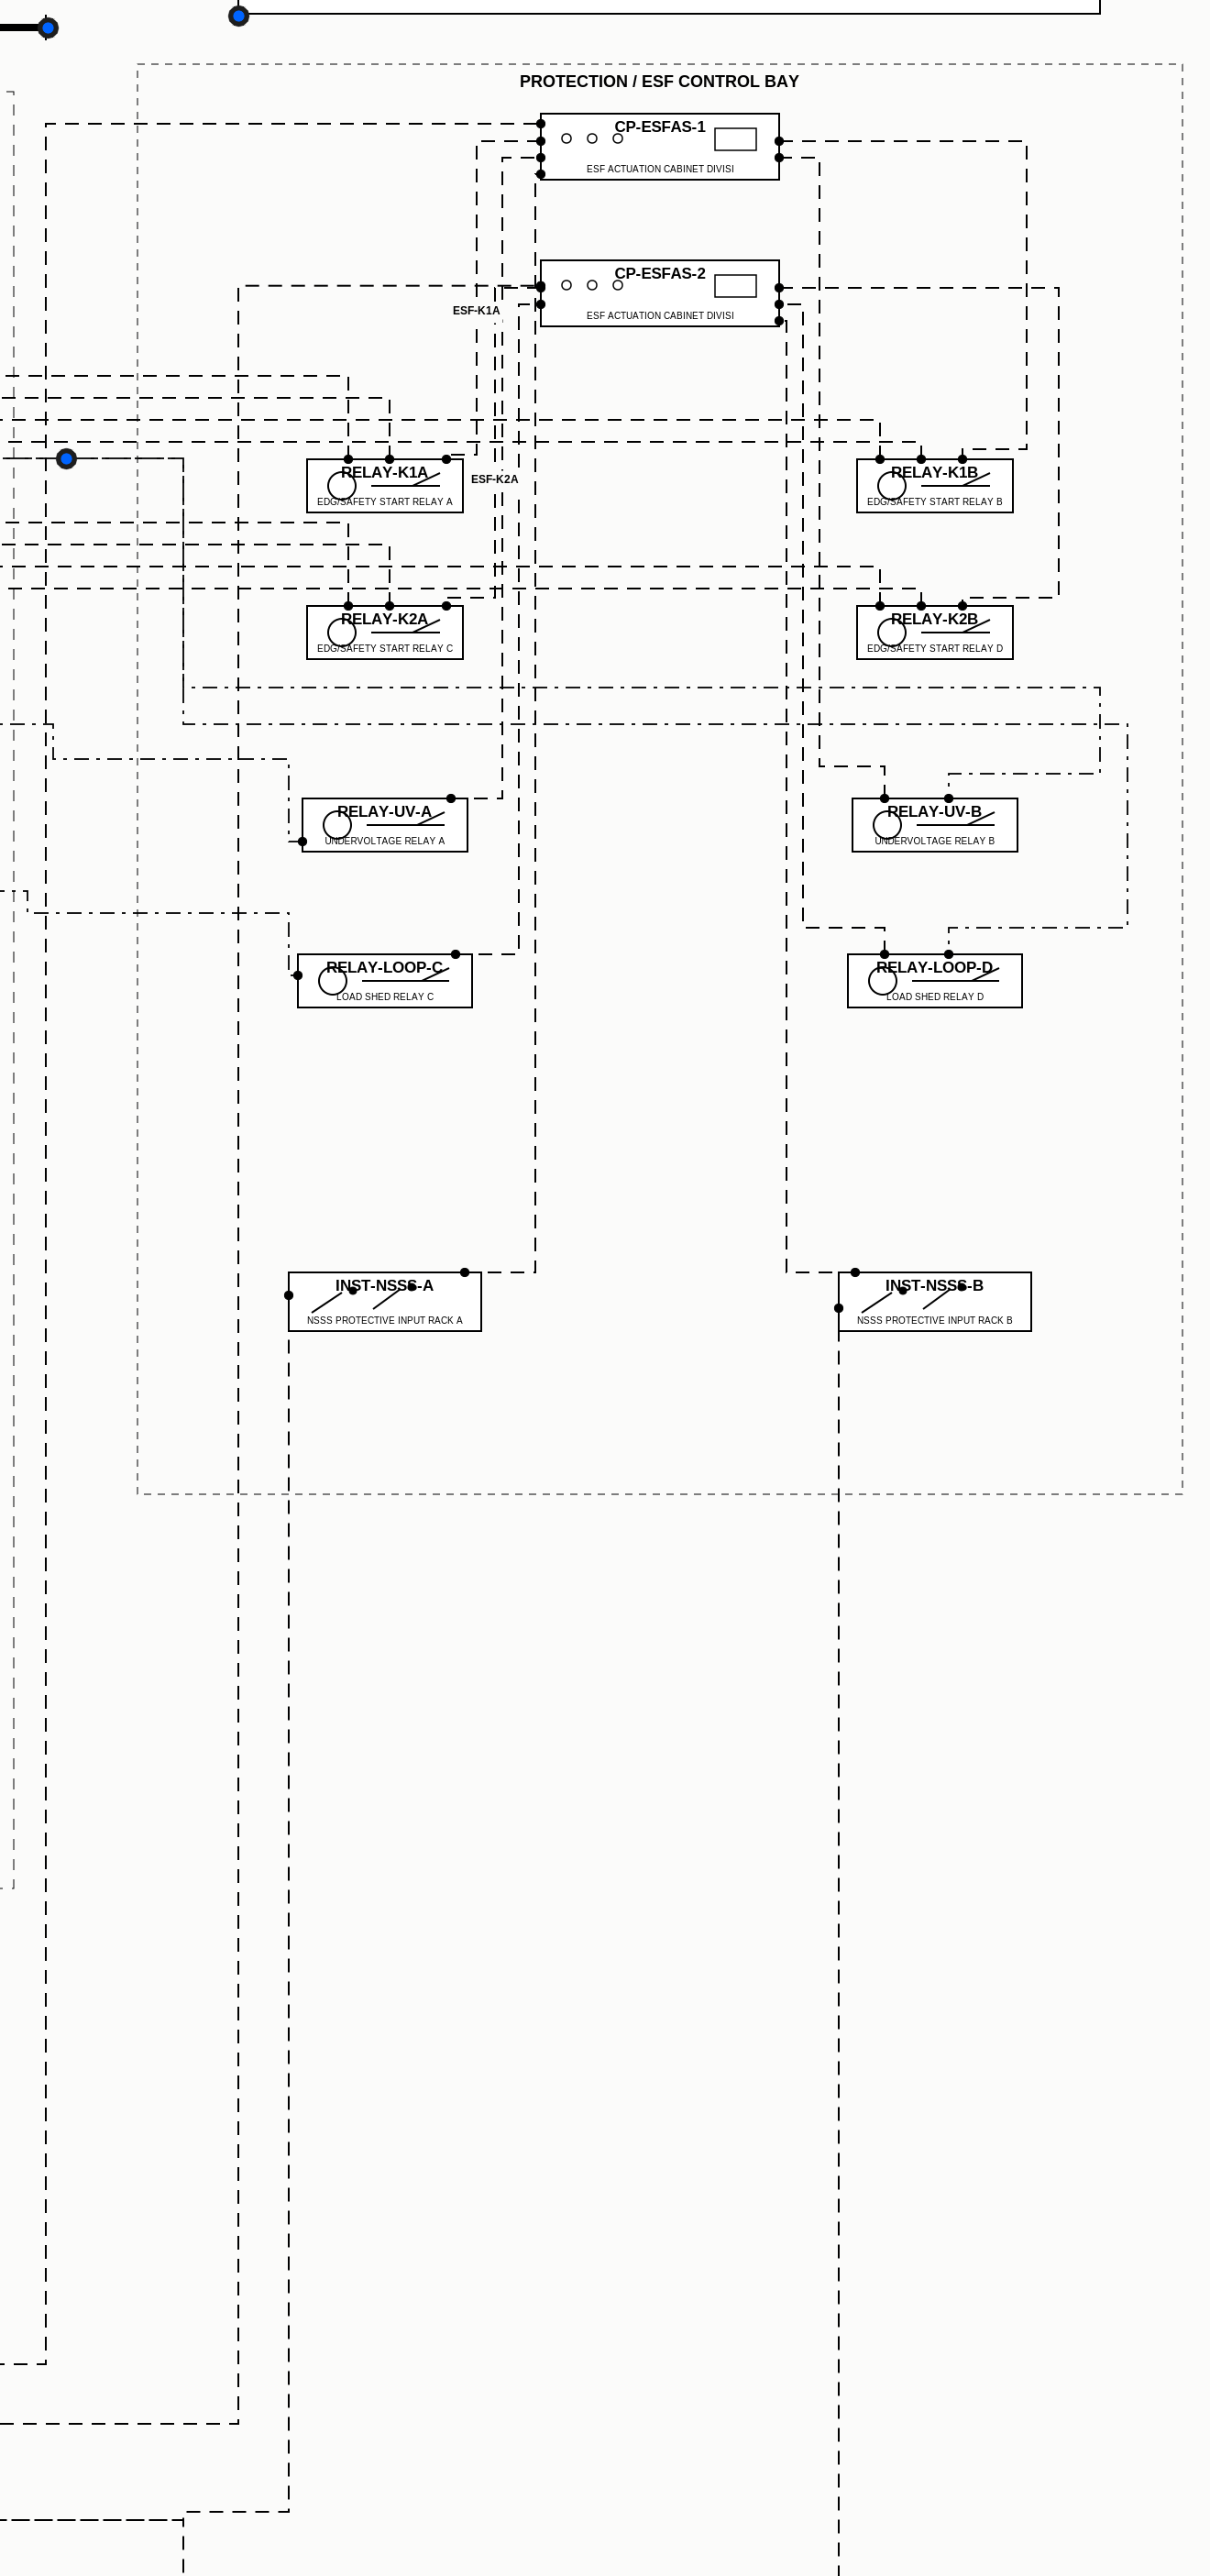 PROTECTION / ESF CONTROL BAY
CP-ESFAS-1
ESF ACTUATION CABINET DIVISI
CP-ESFAS-2
ESF-K1A
ESF ACTUATION CABINET DIVISI
RELAY-K1A
RELAY-K1B
ESF-K2A
EDG/SAFETY START RELAY A
EDG/SAFETY START RELAY B
RELAY-K2A
RELAY-K2B
EDG/SAFETY START RELAY C
EDG/SAFETY START RELAY D
RELAY-UV-A
RELAY-UV-B
UNDERVOLTAGE RELAY A
UNDERVOLTAGE RELAY B
RELAY-LOOP-C
RELAY-LOOP-D
LOAD SHED RELAY C
LOAD SHED RELAY D
INST-NSSS-A
INST-NSSS-B
NSSS PROTECTIVE INPUT RACK A
NSSS PROTECTIVE INPUT RACK B